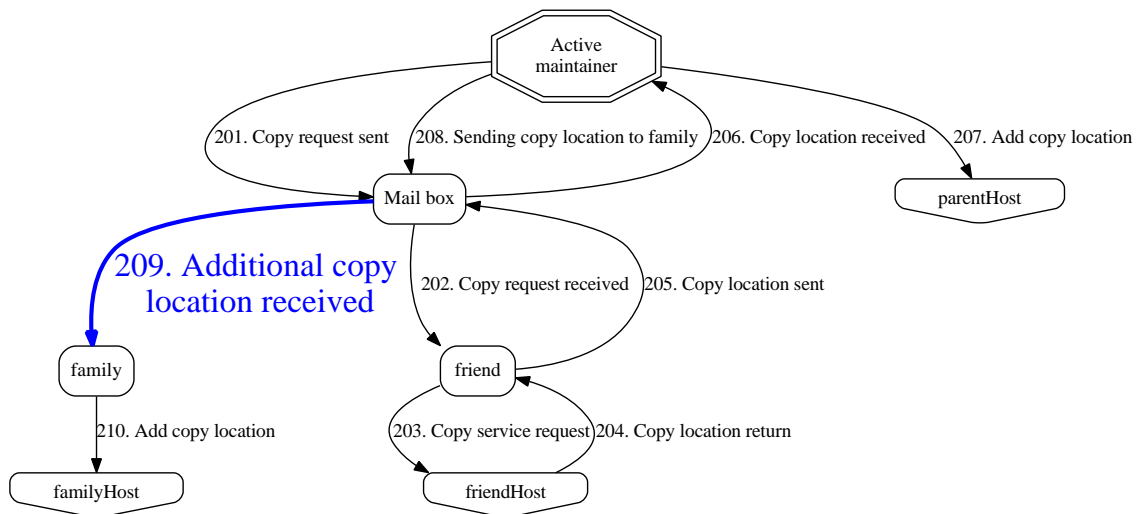 Active
maintainer
201. Copy request sent
208. Sending copy location to family
206. Copy location received
207. Add copy location
Mail box
parentHost
209. Additional copy
location received
202. Copy request received
205. Copy location sent
family
friend
210. Add copy location
203. Copy service request
204. Copy location return
familyHost
friendHost